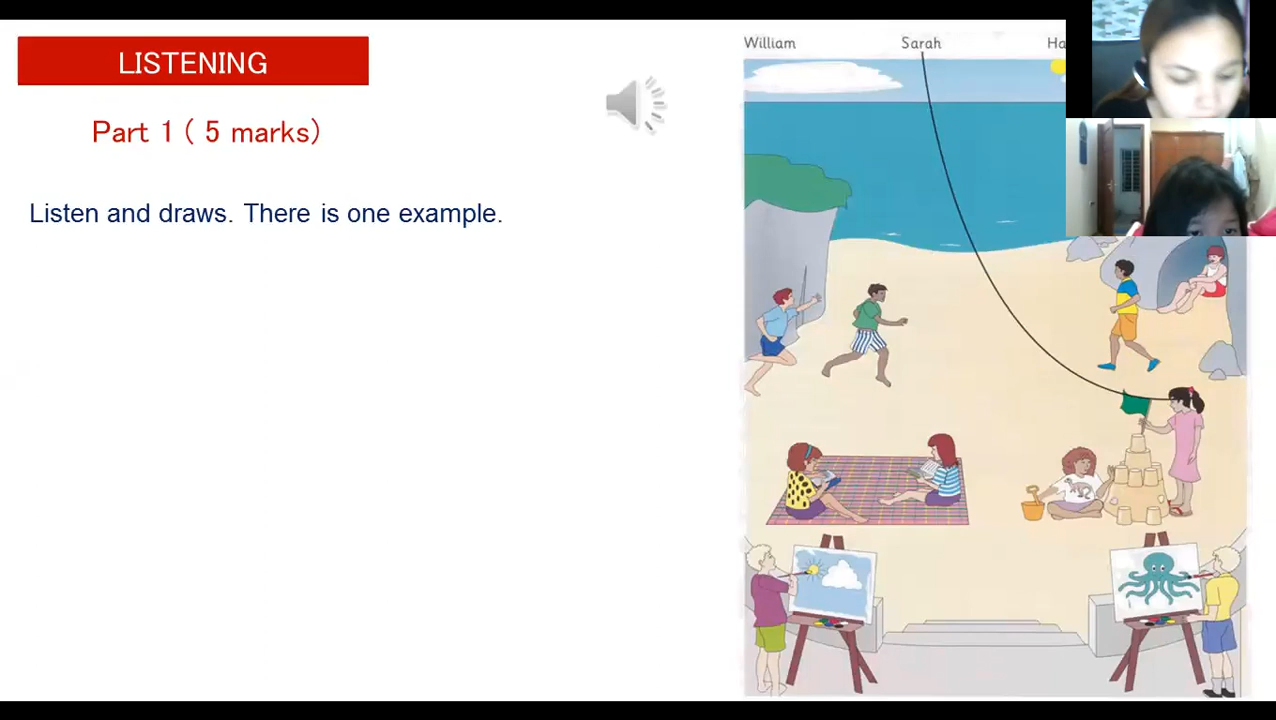 LISTENING
Part 1 ( 5 marks)
Listen and draws. There is one example.
William Sarah